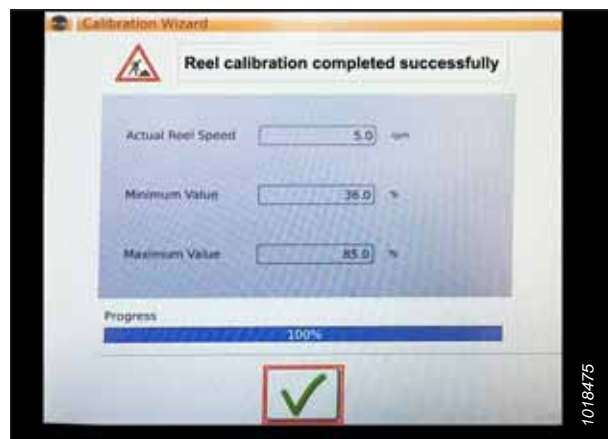 Calibration Wizard
Reel calibration completed successfully
Actual Reel Speed 5.0 rpm
Minimum Value 36.0 %
Maximum Value 85.0 %
Progress
100%
1018475